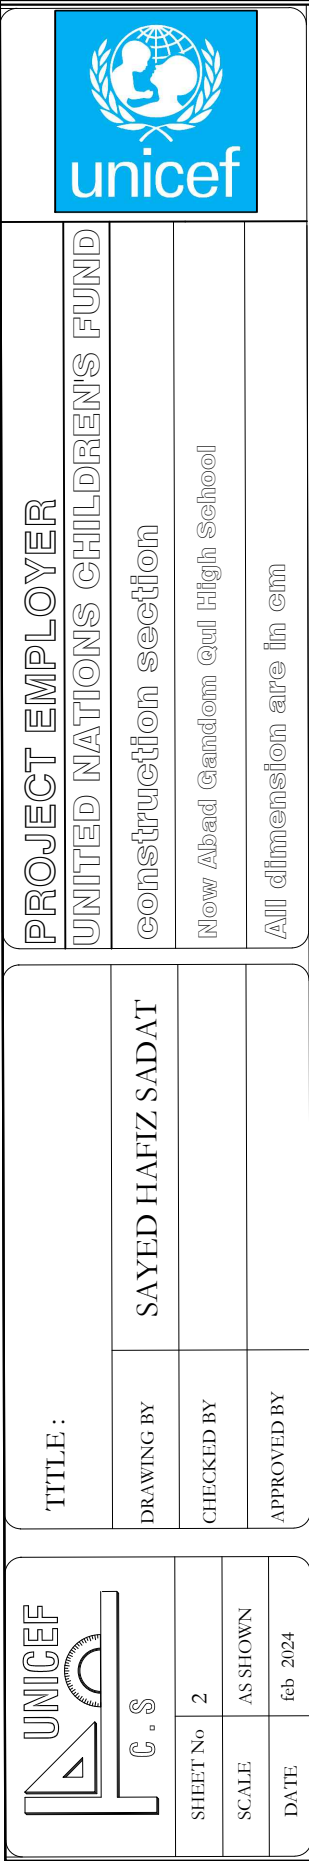 unicef
PROJECT EMPLOYER
UNITED NATIONS CHILDREN'S FUND
construction section
Now Abad Gandom Qul High School
All dimension are in cm
TITLE :
DRAWING BY SAYED HAFIZ SADAT
CHECKED BY
APPROVED BY
UNICEF
C . S
SHEET No 2
SCALE AS SHOWN
DATE feb 2024